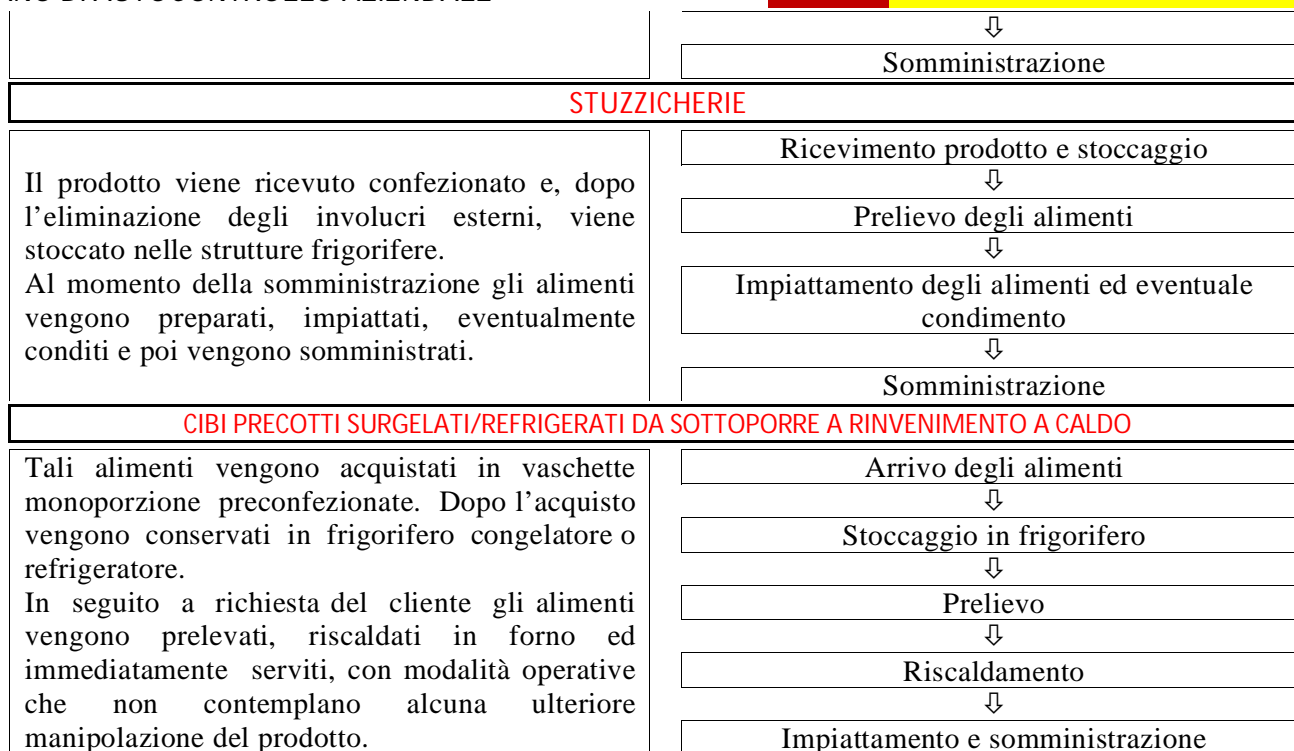 ⇩
Somministrazione
STUZZICHERIE
Il prodotto viene ricevuto confezionato e, dopo
l’eliminazione degli involucri esterni, viene
stoccato nelle strutture frigorifere.
Al momento della somministrazione gli alimenti
vengono preparati, impiattati, eventualmente
conditi e poi vengono somministrati.
Ricevimento prodotto e stoccaggio
⇩
Prelievo degli alimenti
⇩
Impiattamento degli alimenti ed eventuale
condimento
⇩
Somministrazione
CIBI PRECOTTI SURGELATI/REFRIGERATI DA SOTTOPORRE A RINVENIMENTO A CALDO
Tali alimenti vengono acquistati in vaschette
monoporzione preconfezionate. Dopo l’acquisto
vengono conservati in frigorifero congelatore o
refrigeratore.
In seguito a richiesta del cliente gli alimenti
vengono prelevati, riscaldati in forno ed
immediatamente serviti, con modalità operative
che non contemplano alcuna ulteriore
manipolazione del prodotto.
Arrivo degli alimenti
⇩
Stoccaggio in frigorifero
⇩
Prelievo
⇩
Riscaldamento
⇩
Impiattamento e somministrazione